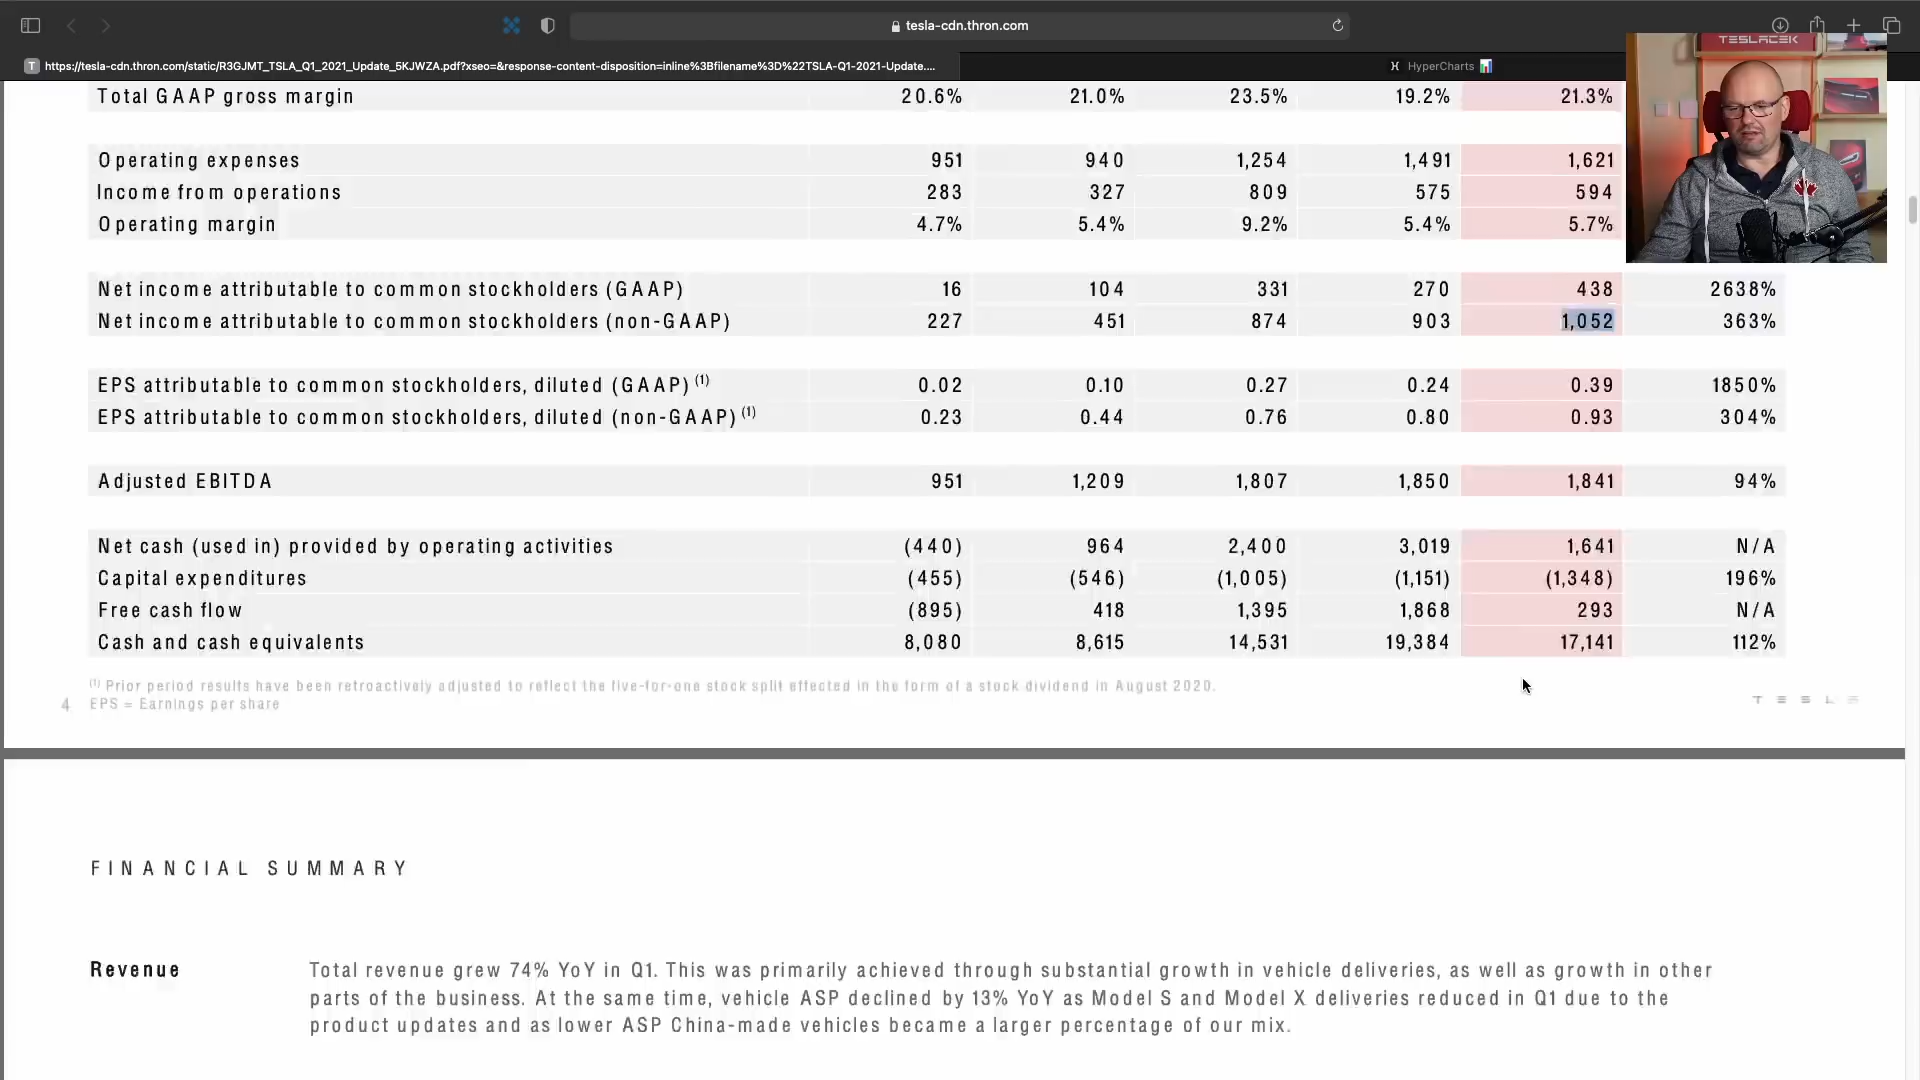 tesla-cdn.thron.com
T https://tesla-cdn.thron.com/static/R3GJMT_TSLA_Q1_2021_Update_5KJWZA.pdf?xseo=&response-content-disposition=inline%3Bfilename%3D%22TSLA-Q1-2021-Update....
HyperCharts
TESLACEK
Total GAAP gross margin 20.6% 21.0% 23.5% 19.2% 21.3%
Operating expenses 951 940 1,254 1,491 1,621
Income from operations 283 327 809 575 594
Operating margin 4.7% 5.4% 9.2% 5.4% 5.7%
Net income attributable to common stockholders (GAAP) 16 104 331 270 438 2638%
Net income attributable to common stockholders (non-GAAP) 227 451 874 903 1,052 363%
EPS attributable to common stockholders, diluted (GAAP) (1) 0.02 0.10 0.27 0.24 0.39 1850%
EPS attributable to common stockholders, diluted (non-GAAP) (1) 0.23 0.44 0.76 0.80 0.93 304%
Adjusted EBITDA 951 1,209 1,807 1,850 1,841 94%
Net cash (used in) provided by operating activities (440) 964 2,400 3,019 1,641 N/A
Capital expenditures (455) (546) (1,005) (1,151) (1,348) 196%
Free cash flow (895) 418 1,395 1,868 293 N/A
Cash and cash equivalents 8,080 8,615 14,531 19,384 17,141 112%
(1) Prior period results have been retroactively adjusted to reflect the five-for-one stock split effected in the form of a stock dividend in August 2020.
4 EPS = Earnings per share
TESLA
FINANCIAL SUMMARY
Revenue
Total revenue grew 74% YoY in Q1. This was primarily achieved through substantial growth in vehicle deliveries, as well as growth in other
parts of the business. At the same time, vehicle ASP declined by 13% YoY as Model S and Model X deliveries reduced in Q1 due to the
product updates and as lower ASP China-made vehicles became a larger percentage of our mix.